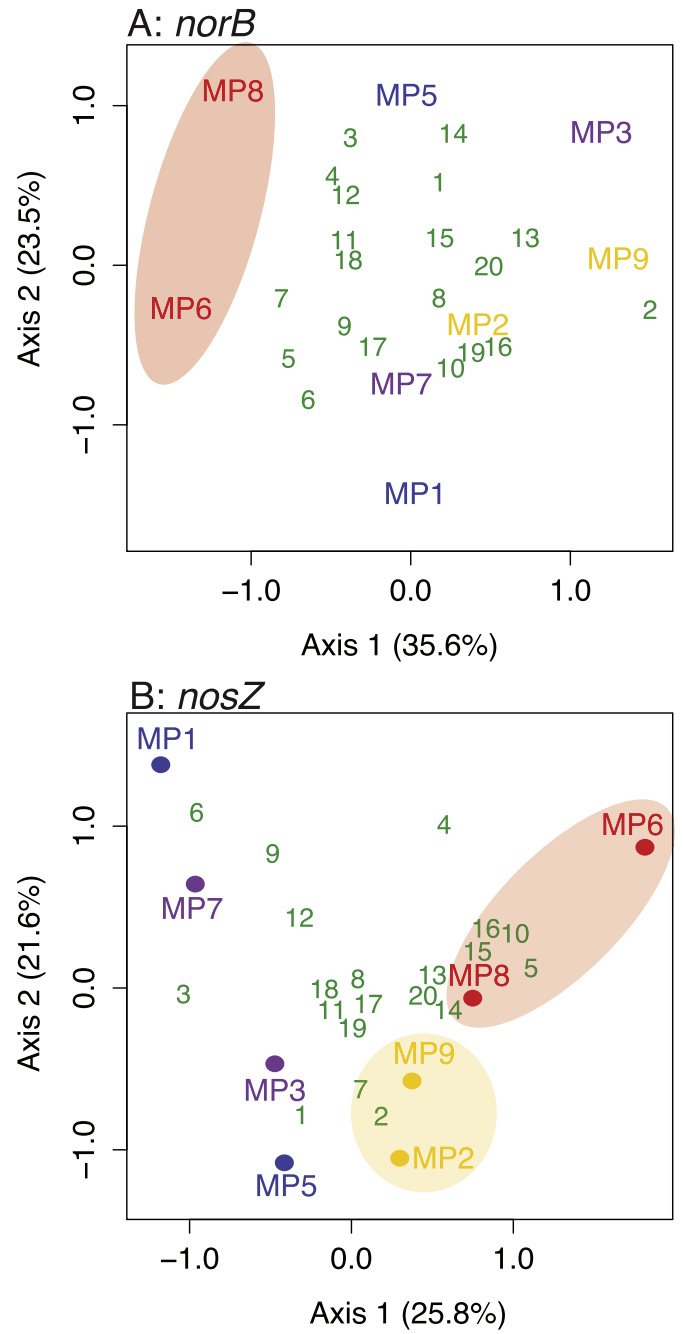 A: norB
MP8
MP5
MP3
1.0
3
14
4
12
1
11
18
15
13
20
MP9
0.0
7
MP6
8
2
9
MP2
17
19
16
5
10
MP7
6
−1.0
MP1
Axis 2 (23.5%)
−1.0
0.0
1.0
Axis 1 (35.6%)
B: nosZ
MP1
6
4
MP6
1.0
9
MP7
12
16
10
15
3
18
8
13
MP8
5
0.0
11
17
20
14
19
MP9
MP3
7
1
2
MP2
−1.0
MP5
Axis 2 (21.6%)
−1.0
0.0
1.0
Axis 1 (25.8%)